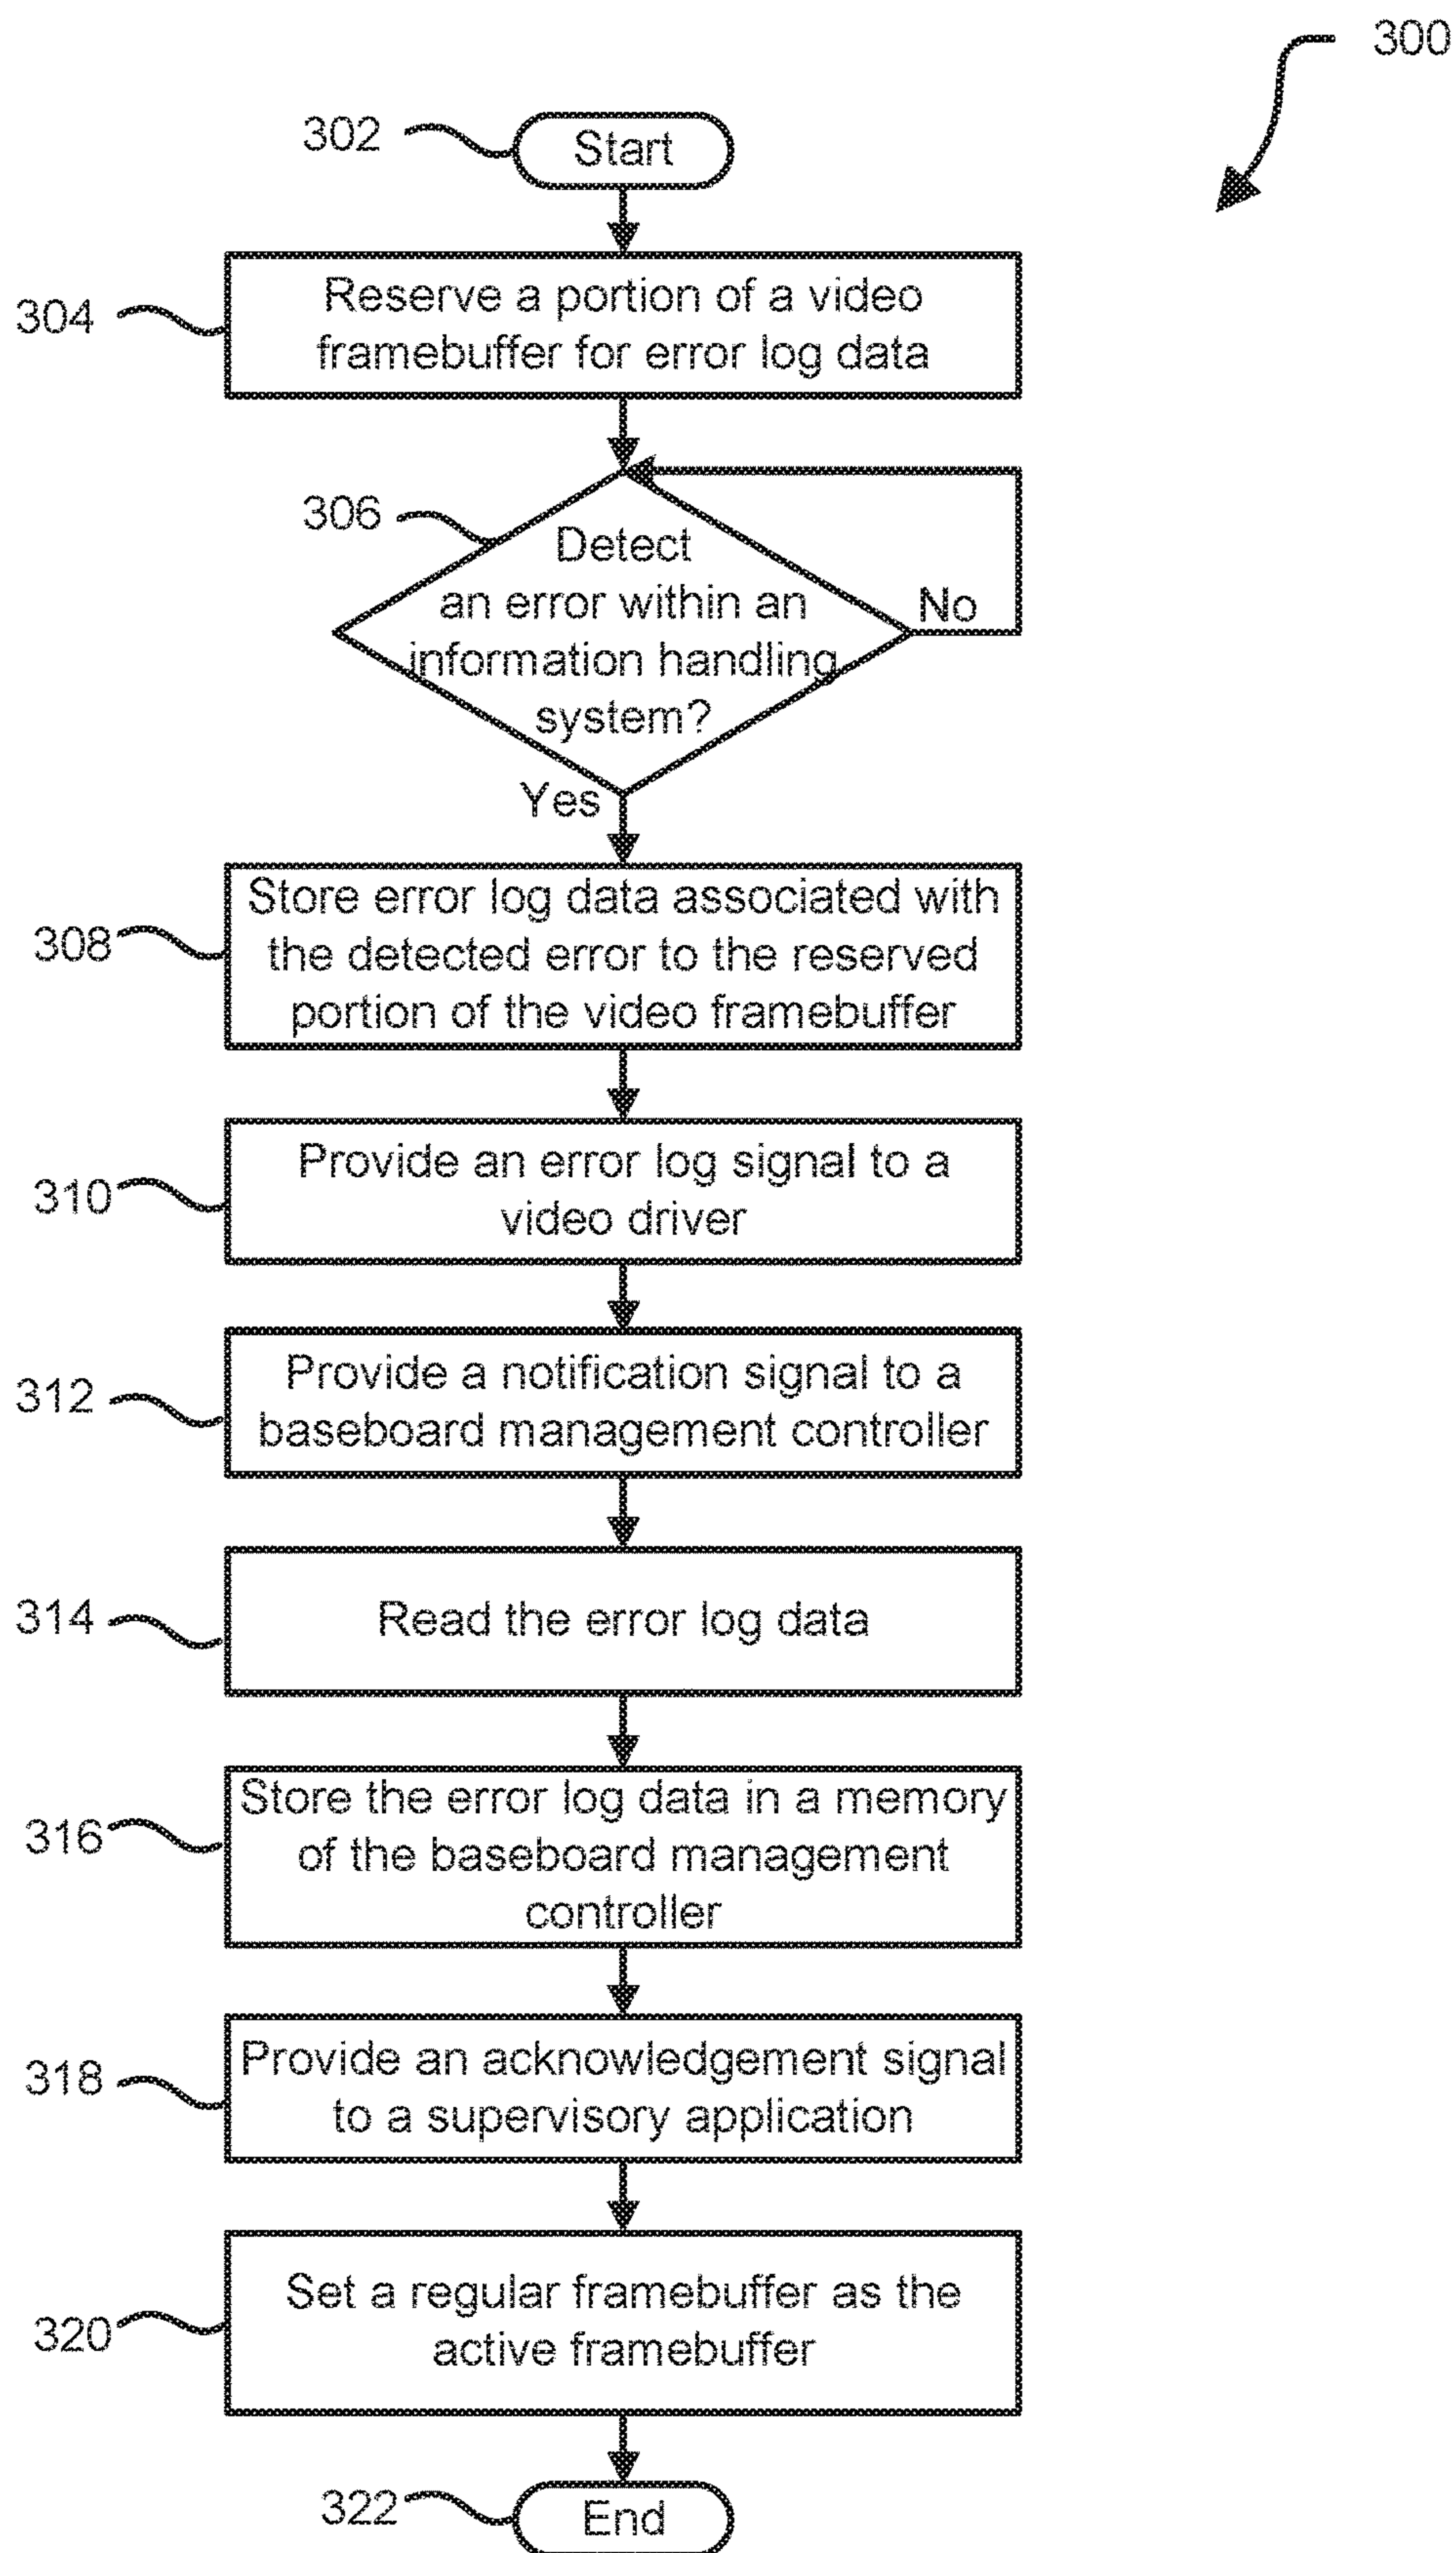 300
302
Start
304
Reserve a portion of a video
framebuffer for error log data
306
Detect
an error within an
information handling
system?
No
Yes
308
Store error log data associated with
the detected error to the reserved
portion of the video framebuffer
310
Provide an error log signal to a
video driver
312
Provide a notification signal to a
baseboard management controller
314
Read the error log data
316
Store the error log data in a memory
of the baseboard management
controller
318
Provide an acknowledgement signal
to a supervisory application
320
Set a regular framebuffer as the
active framebuffer
322
End